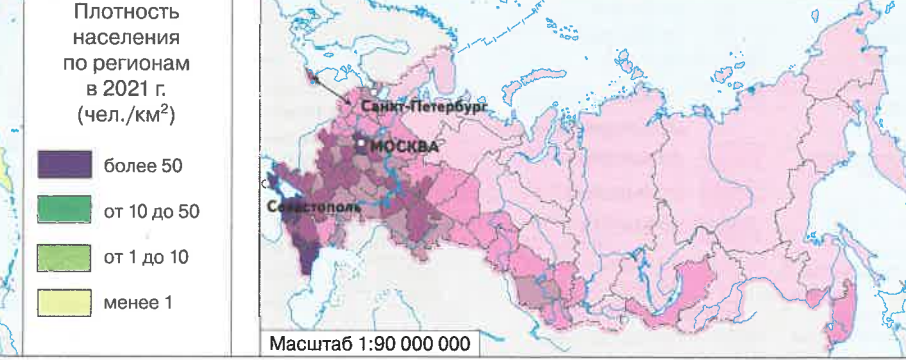 Плотность
населения
по регионам
в 2021 г.
(чел./км²)
более 50
от 10 до 50
от 1 до 10
менее 1
Санкт-Петербург
МОСКВА
Севастополь
Масштаб 1:90 000 000